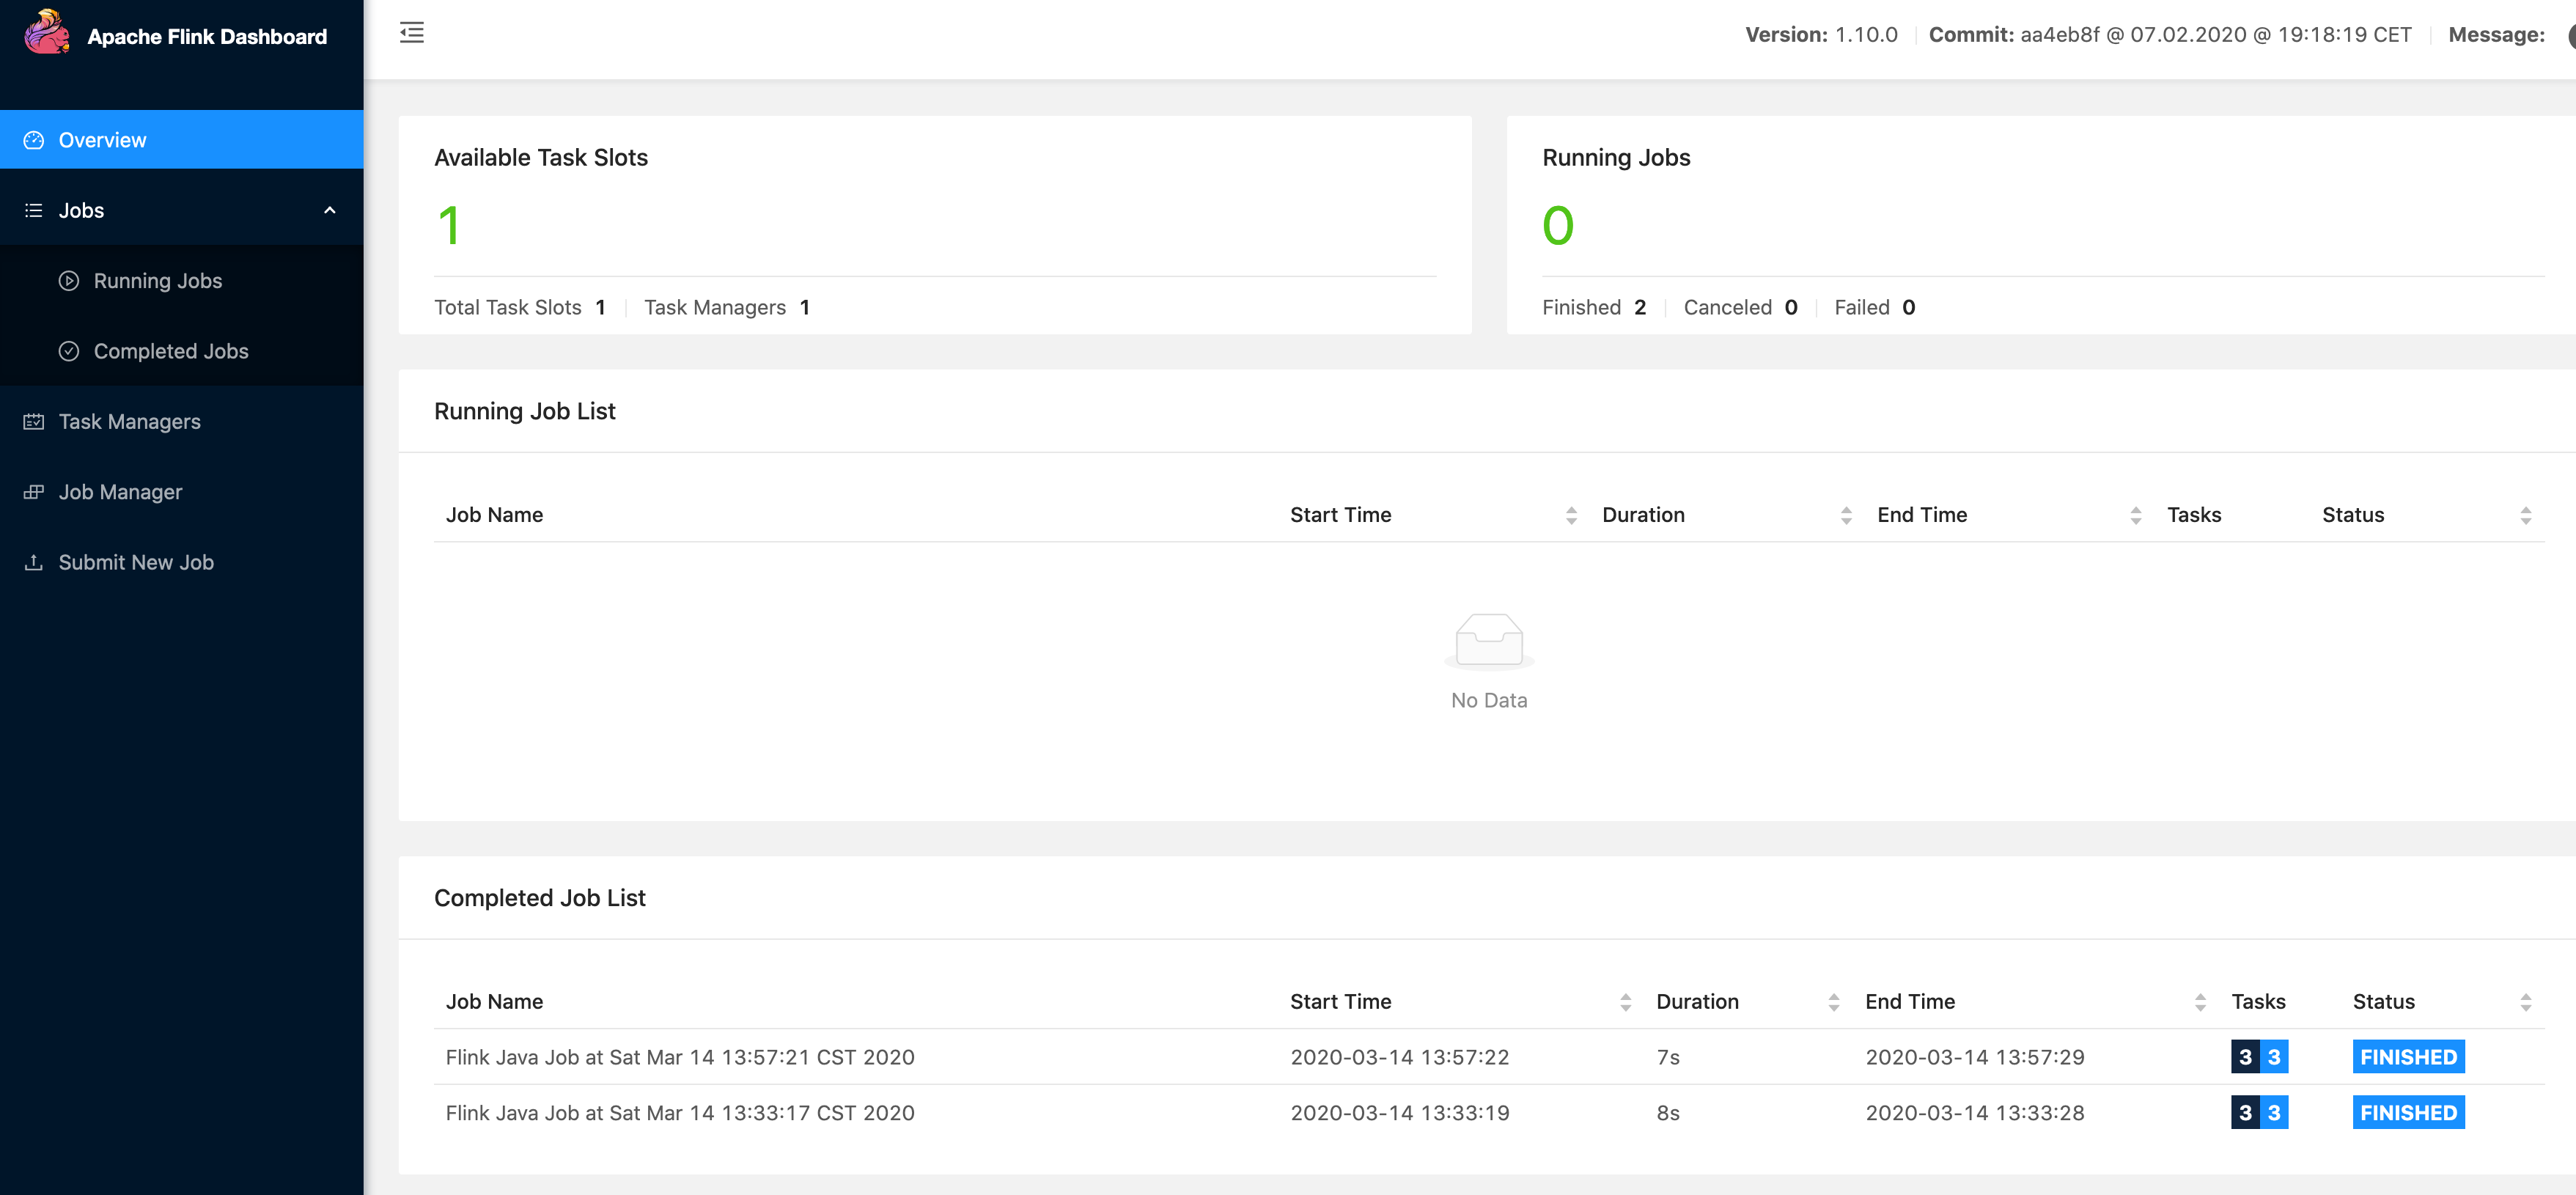 Apache Flink Dashboard
Version: 1.10.0 Commit: aa4eb8f @ 07.02.2020 @ 19:18:19 CET Message:
Overview
Jobs
Running Jobs
Completed Jobs
Task Managers
Job Manager
Submit New Job
Available Task Slots
1
Total Task Slots 1 Task Managers 1
Running Jobs
0
Finished 2 Canceled 0 Failed 0
Running Job List
Job Name Start Time Duration End Time Tasks Status
No Data
Completed Job List
Job Name Start Time Duration End Time Tasks Status
Flink Java Job at Sat Mar 14 13:57:21 CST 2020 2020-03-14 13:57:22 7s 2020-03-14 13:57:29 3 3 FINISHED
Flink Java Job at Sat Mar 14 13:33:17 CST 2020 2020-03-14 13:33:19 8s 2020-03-14 13:33:28 3 3 FINISHED